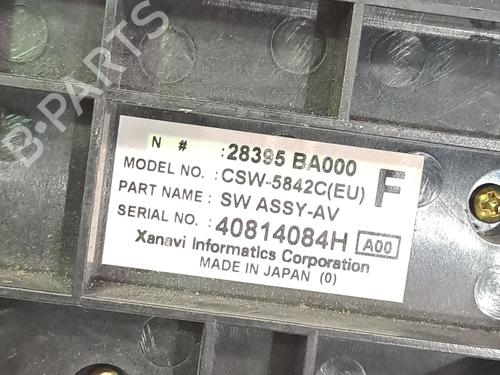 B-PARTS
N # :28395 BA000
MODEL NO. :CSW-5842C(EU) F
PART NAME :SW ASSY-AV
SERIAL NO. :40814084H A00
Xanavi Informatics Corporation
MADE IN JAPAN (0)